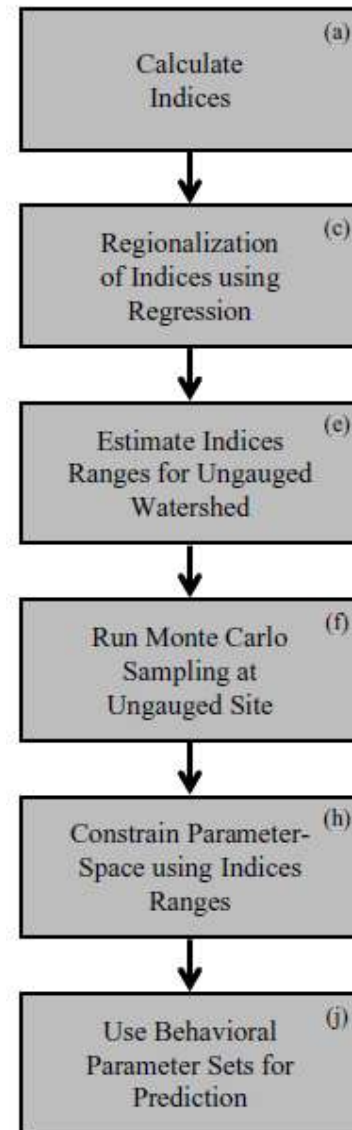 (a)
Calculate
Indices
(c)
Regionalization
of Indices using
Regression
(e)
Estimate Indices
Ranges for Ungauged
Watershed
(f)
Run Monte Carlo
Sampling at
Ungauged Site
(h)
Constrain Parameter-
Space using Indices
Ranges
(j)
Use Behavioral
Parameter Sets for
Prediction